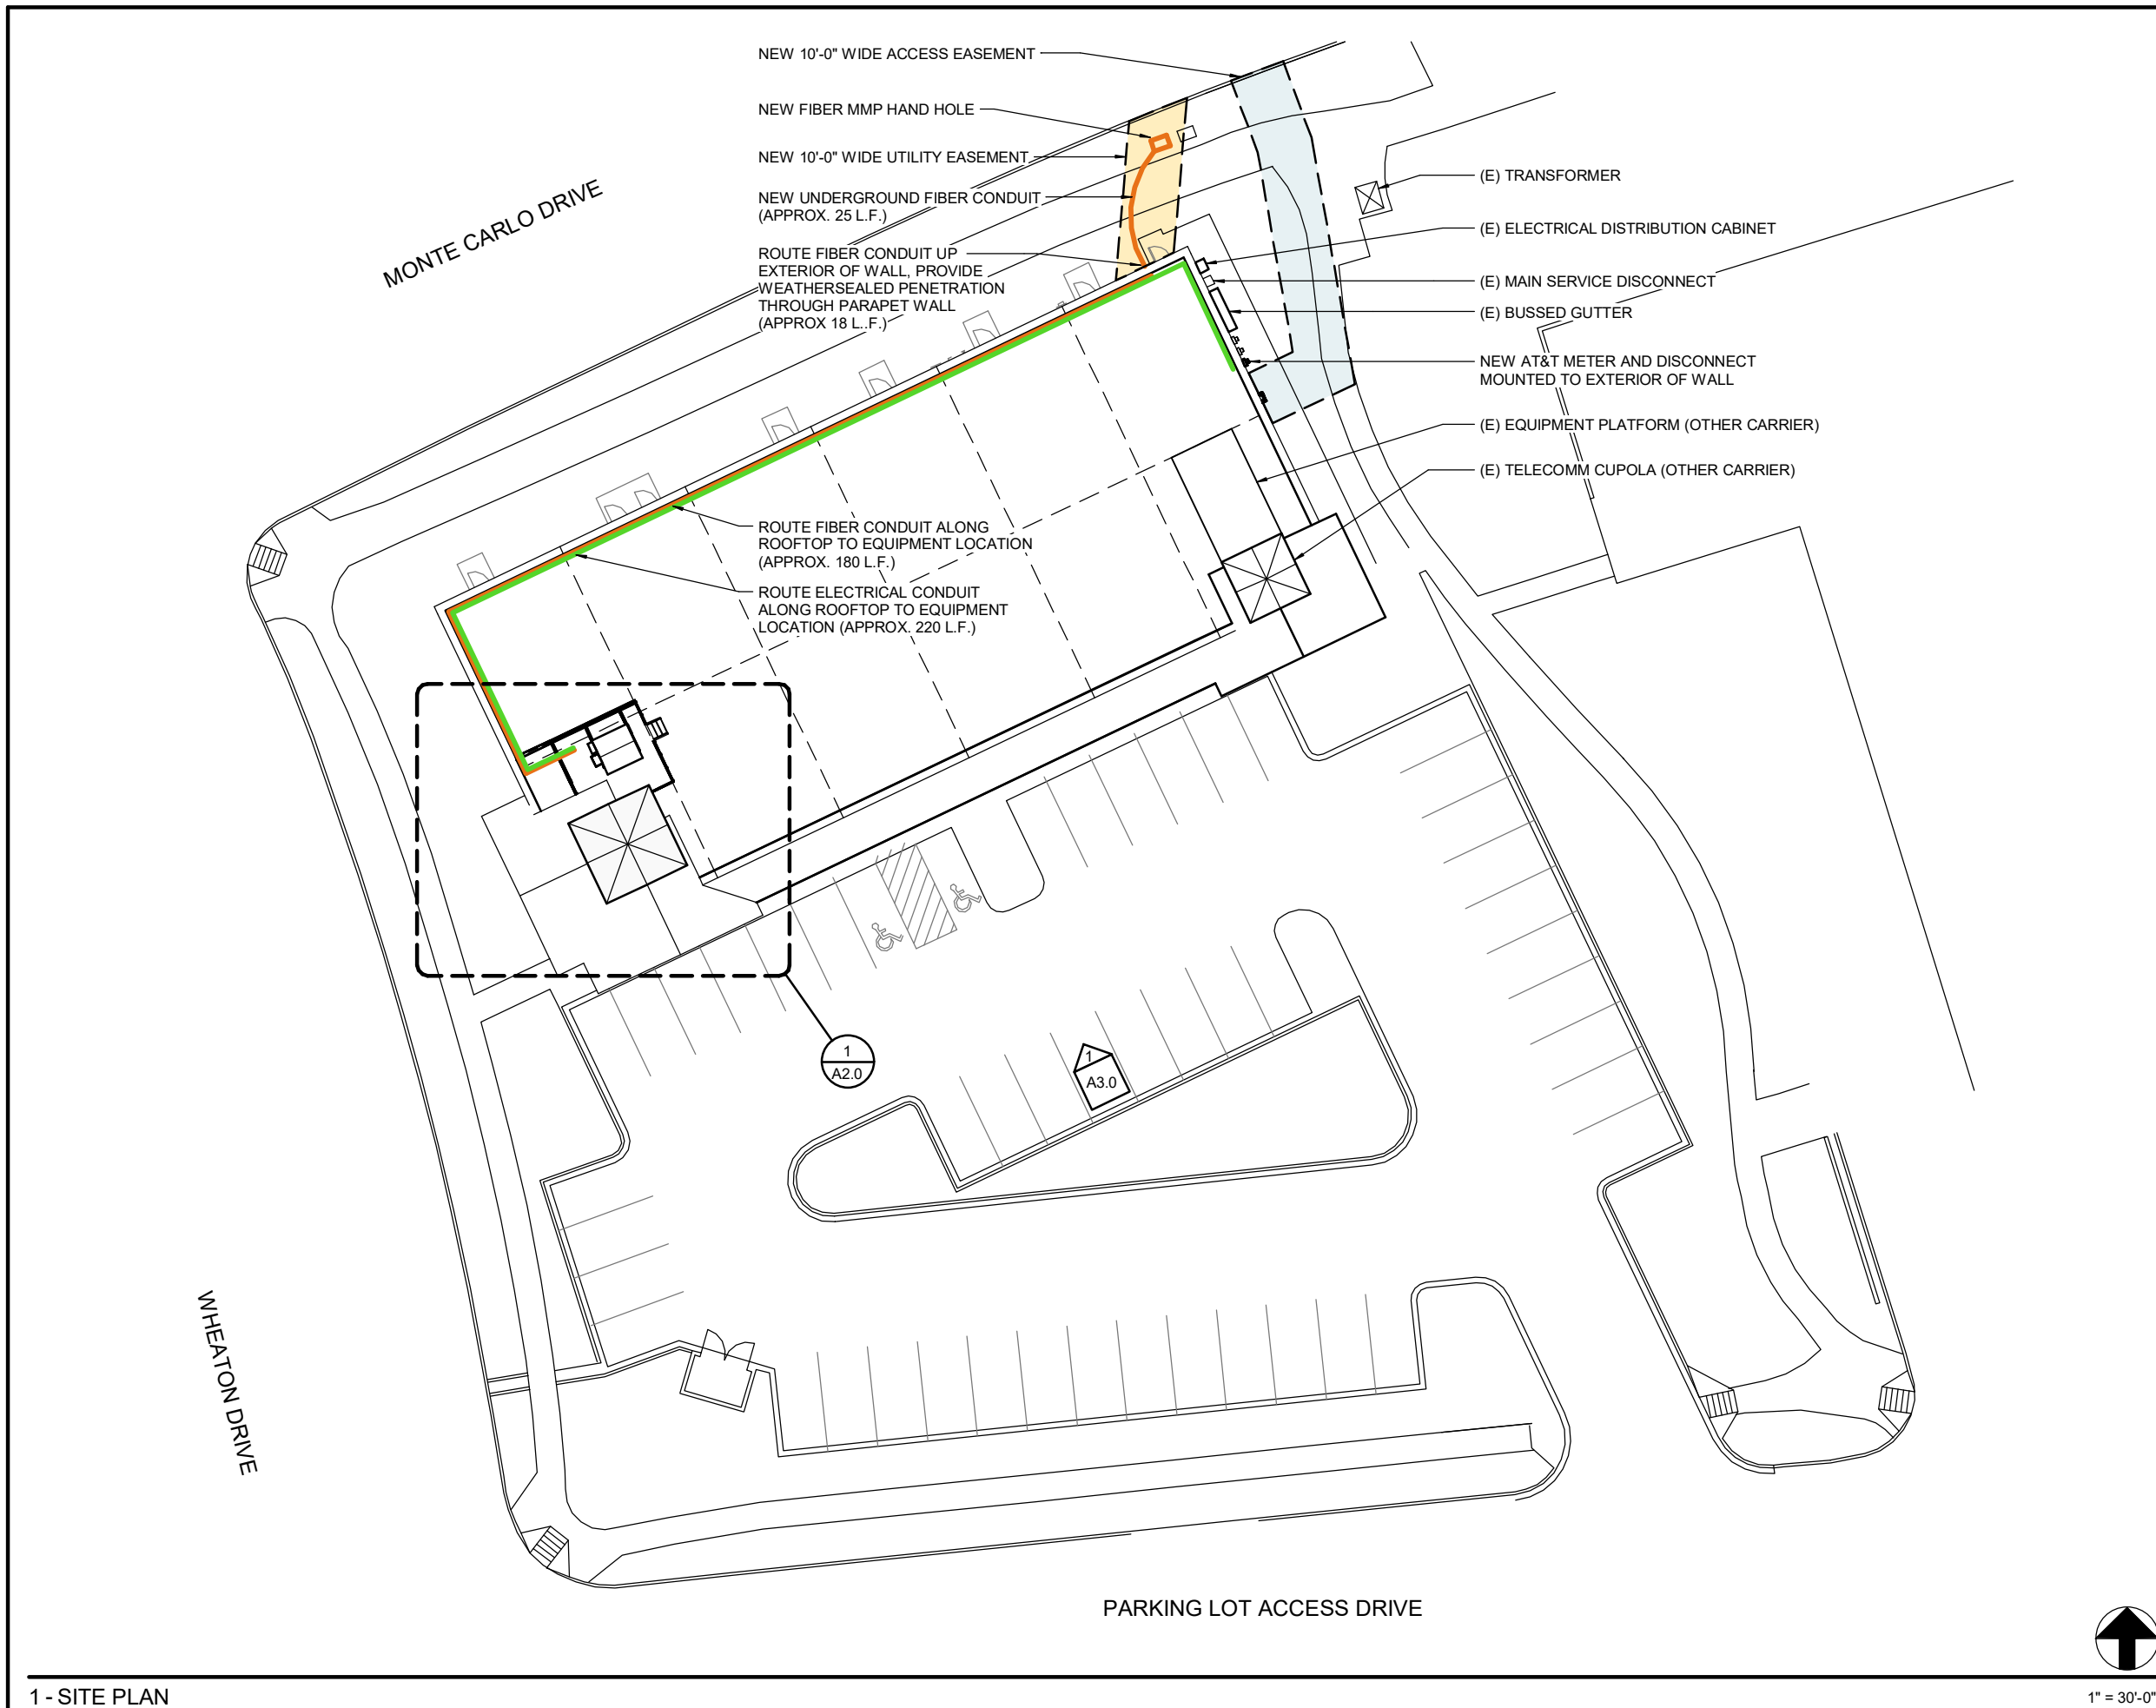 NEW 10'-0" WIDE ACCESS EASEMENT
NEW FIBER MMP HAND HOLE
NEW 10'-0" WIDE UTILITY EASEMENT
NEW UNDERGROUND FIBER CONDUIT
(APPROX. 25 L.F.)
ROUTE FIBER CONDUIT UP
EXTERIOR OF WALL, PROVIDE
WEATHERSEALED PENETRATION
THROUGH PARAPET WALL
(APPROX 18 L..F.)
MONTE CARLO DRIVE
(E) TRANSFORMER
(E) ELECTRICAL DISTRIBUTION CABINET
(E) MAIN SERVICE DISCONNECT
(E) BUSSED GUTTER
NEW AT&T METER AND DISCONNECT
MOUNTED TO EXTERIOR OF WALL
(E) EQUIPMENT PLATFORM (OTHER CARRIER)
(E) TELECOMM CUPOLA (OTHER CARRIER)
ROUTE FIBER CONDUIT ALONG
ROOFTOP TO EQUIPMENT LOCATION
(APPROX. 180 L.F.)
ROUTE ELECTRICAL CONDUIT
ALONG ROOFTOP TO EQUIPMENT
LOCATION (APPROX. 220 L.F.)
1
A2.0
1
A3.0
WHEATON DRIVE
PARKING LOT ACCESS DRIVE
1 - SITE PLAN
1" = 30'-0"